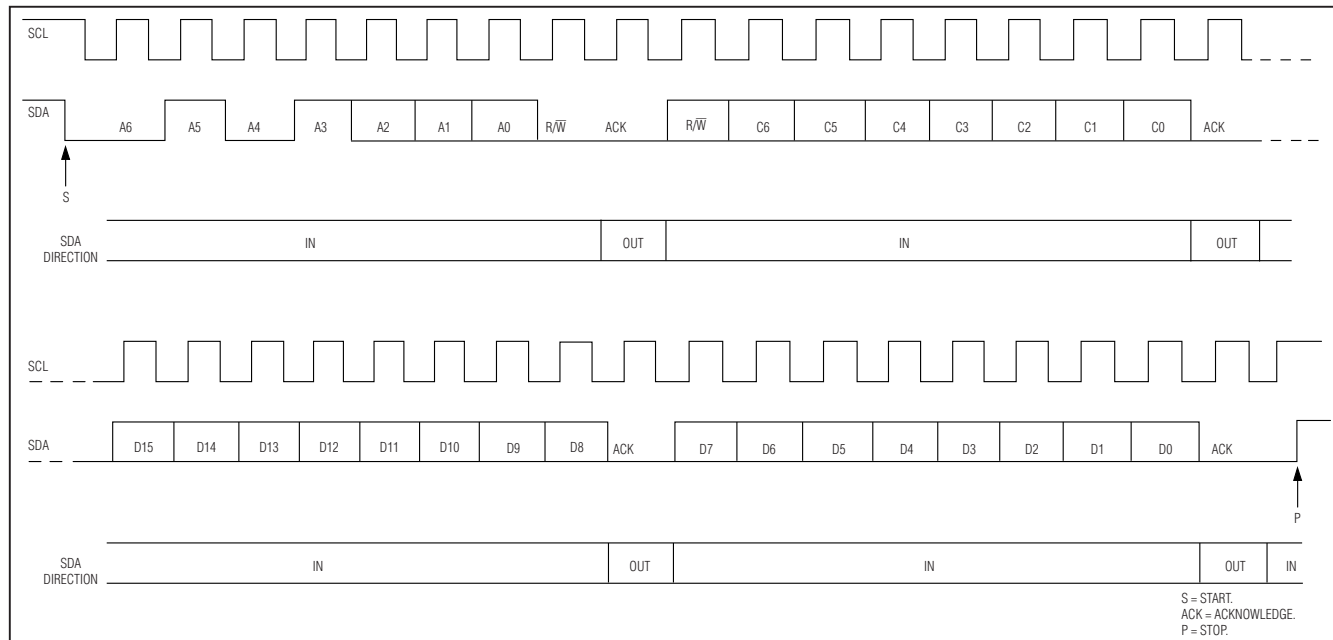 SCL
SDA A6 A5 A4 A3 A2 A1 A0 R/W̅ ACK R/W̅ C6 C5 C4 C3 C2 C1 C0 ACK
S
SDA DIRECTION IN OUT IN OUT
SCL
SDA D15 D14 D13 D12 D11 D10 D9 D8 ACK D7 D6 D5 D4 D3 D2 D1 D0 ACK
P
SDA DIRECTION IN OUT IN OUT IN
S = START.
ACK = ACKNOWLEDGE.
P = STOP.